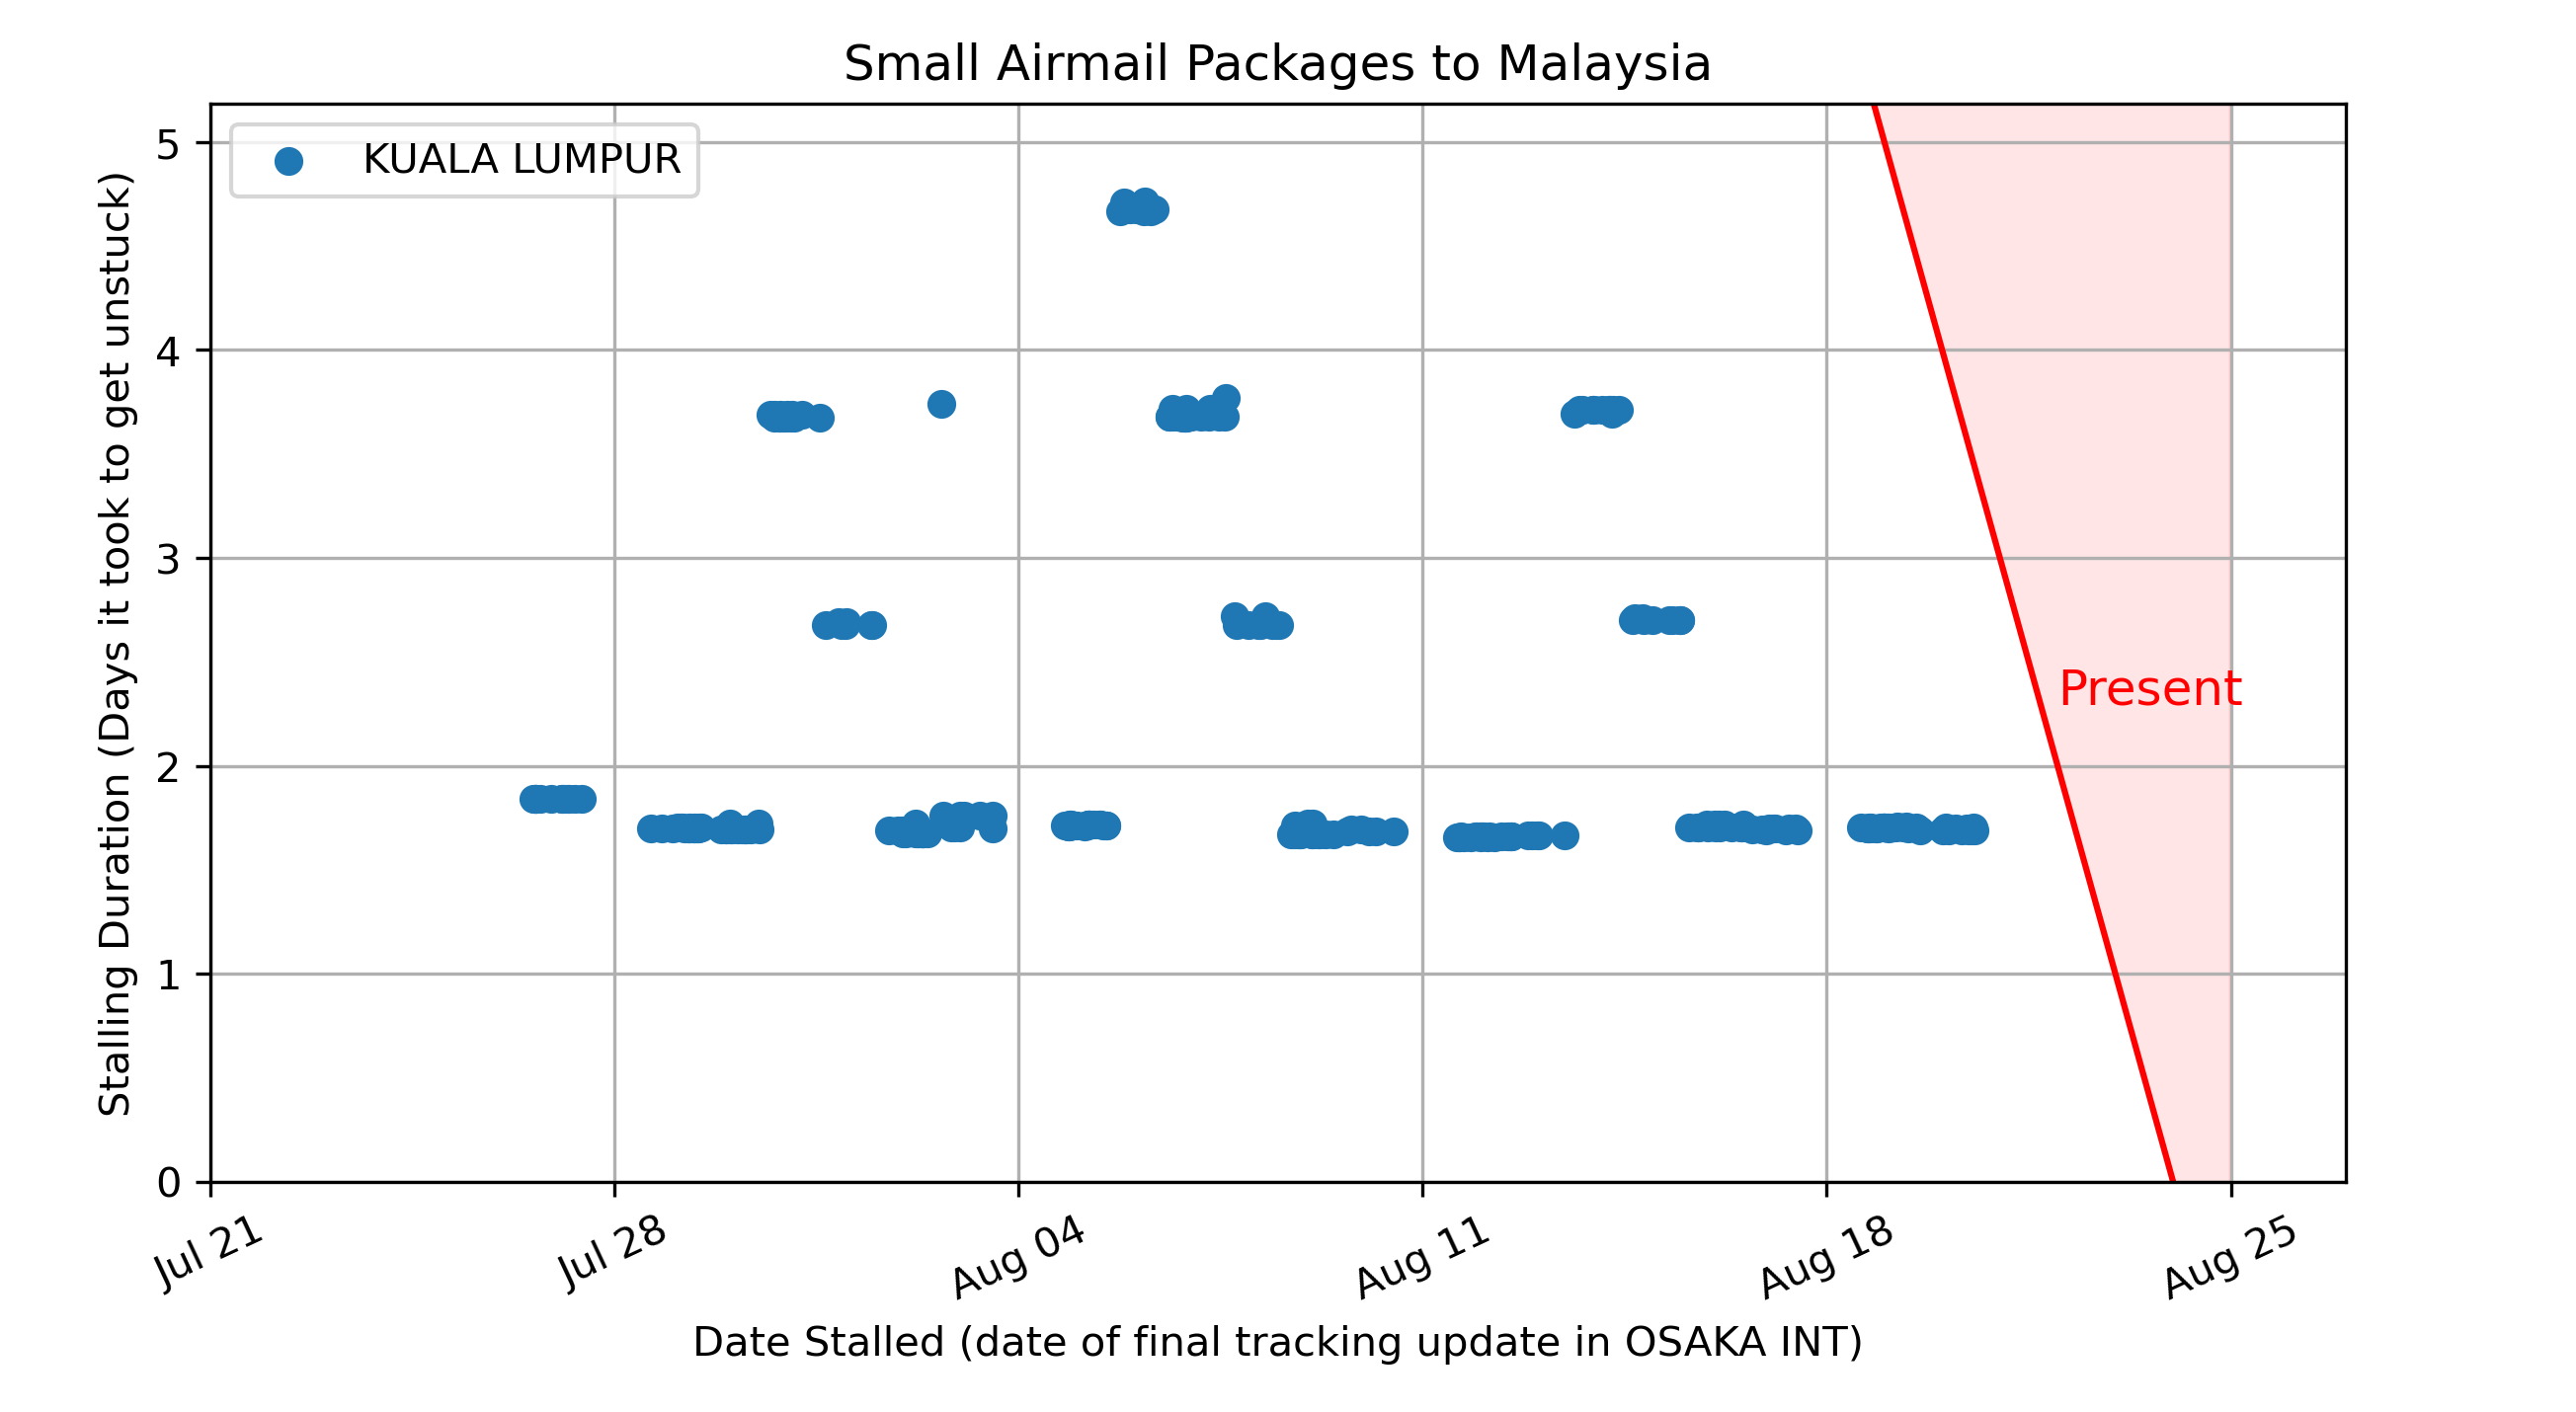 Small Airmail Packages to Malaysia
KUALA LUMPUR
Stalling Duration (Days it took to get unstuck)
5
4
3
2
1
0
Present
Jul 21
Jul 28
Aug 04
Aug 11
Aug 18
Aug 25
Date Stalled (date of final tracking update in OSAKA INT)